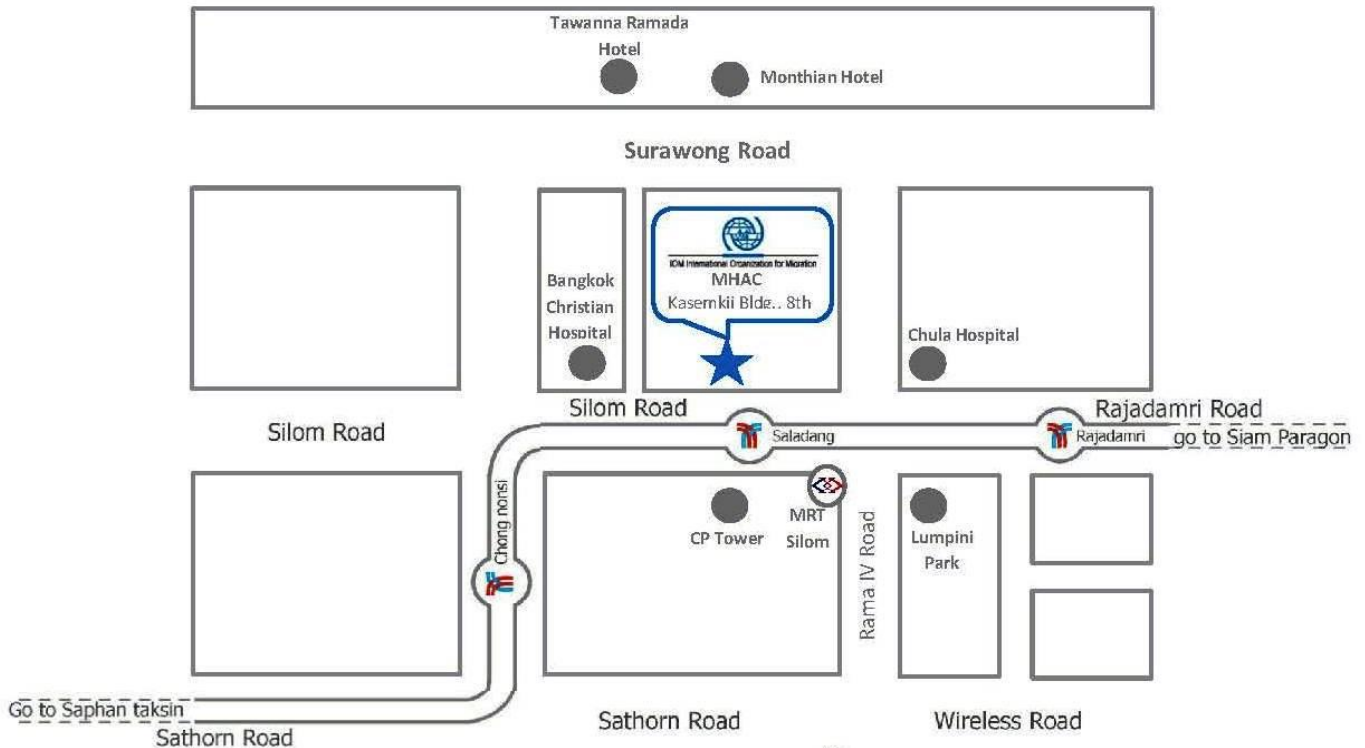 Tawanna Ramada
Hotel
Monthian Hotel
Surawong Road
IOM International Organization for Migration
MHAC
Kasemkii Bldg.. 8th
Bangkok
Christian
Hospital
Chula Hospital
Silom Road
Silom Road
Rajadamri Road
Saladang
Rajadamri
go to Siam Paragon
Chong nonsi
CP Tower
MRT
Silom
Rama IV Road
Lumpini
Park
Go to Saphan taksin
Sathorn Road
Sathorn Road
Wireless Road